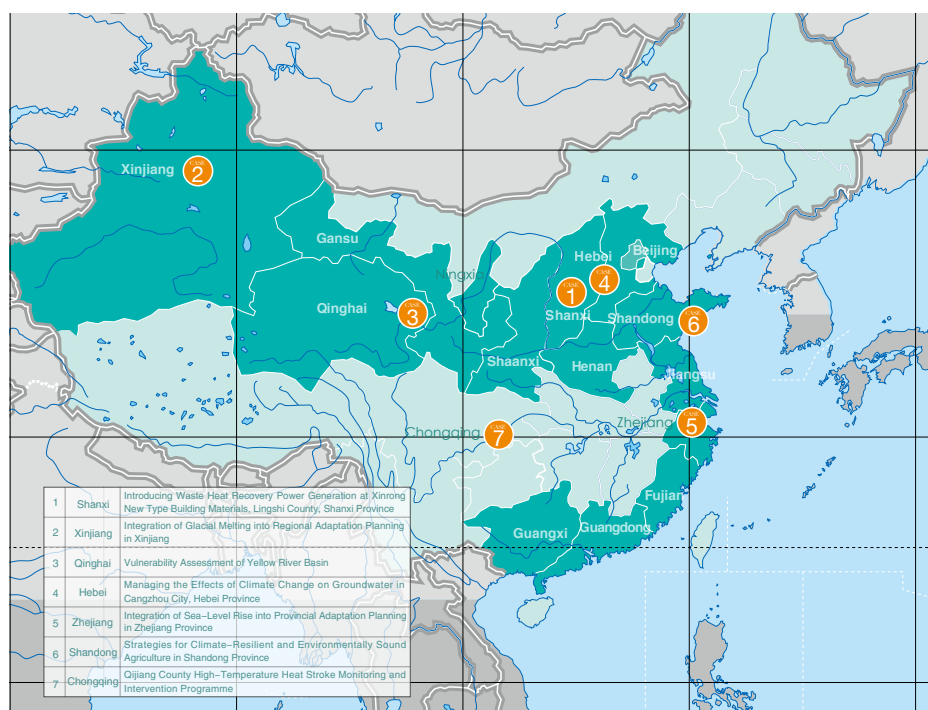 Xinjiang
CASE
2
Gansu
Ningxia
Hebei
Beijing
Qinghai
CASE
3
CASE
1
CASE
4
Shanxi
Shandong
CASE
6
Shaanxi
Henan
Jiangsu
Chongqing
CASE
7
Zhejiang
CASE
5
Fujian
Guangxi
Guangdong
1 Shanxi Introducing Waste Heat Recovery Power Generation at Xinrong
New Type Building Materials, Lingshi County, Shanxi Province
2 Xinjiang Integration of Glacial Melting into Regional Adaptation Planning
in Xinjiang
3 Qinghai Vulnerability Assessment of Yellow River Basin
4 Hebei Managing the Effects of Climate Change on Groundwater in
Cangzhou City, Hebei Province
5 Zhejiang Integration of Sea-Level Rise into Provincial Adaptation Planning
in Zhejiang Province
6 Shandong Strategies for Climate-Resilient and Environmentally Sound
Agriculture in Shandong Province
7 Chongqing Qijiang County High-Temperature Heat Stroke Monitoring and
Intervention Programme